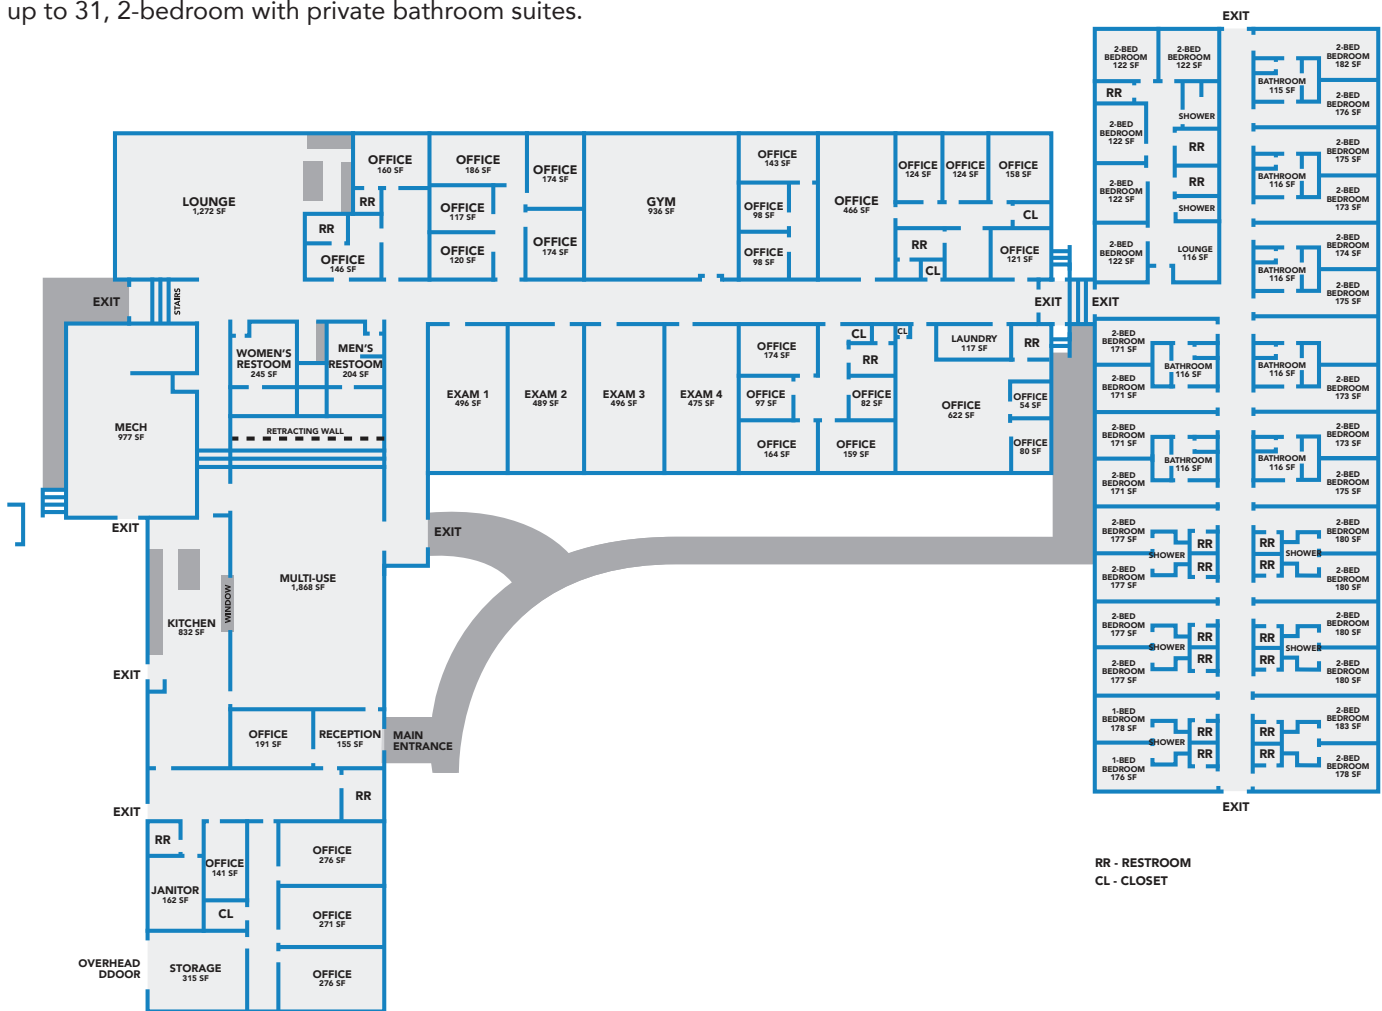 up to 31, 2-bedroom with private bathroom suites.
EXIT
LOUNGE
1,272 SF
OFFICE
160 SF
RR
RR
OFFICE
146 SF
OFFICE
186 SF
OFFICE
117 SF
OFFICE
120 SF
OFFICE
174 SF
OFFICE
174 SF
GYM
936 SF
OFFICE
143 SF
OFFICE
98 SF
OFFICE
98 SF
OFFICE
466 SF
OFFICE
124 SF
OFFICE
124 SF
OFFICE
158 SF
CL
RR
CL
OFFICE
121 SF
EXIT
STAIRS
EXIT
EXIT
WOMEN'S
RESTOOM
245 SF
MEN'S
RESTOOM
204 SF
RETRACTING WALL
MECH
977 SF
EXIT
EXAM 1
496 SF
EXAM 2
489 SF
EXAM 3
496 SF
EXAM 4
475 SF
OFFICE
174 SF
OFFICE
97 SF
OFFICE
164 SF
CL
RR
OFFICE
82 SF
OFFICE
159 SF
CL
LAUNDRY
117 SF
RR
OFFICE
622 SF
OFFICE
54 SF
OFFICE
80 SF
EXIT
MULTI-USE
1,868 SF
WINDOW
KITCHEN
832 SF
EXIT
OFFICE
191 SF
RECEPTION
155 SF
MAIN
ENTRANCE
RR
EXIT
RR
OFFICE
141 SF
JANITOR
162 SF
CL
OFFICE
276 SF
OFFICE
271 SF
OFFICE
276 SF
OVERHEAD
DDOOR
STORAGE
315 SF
2-BED
BEDROOM
122 SF
2-BED
BEDROOM
122 SF
RR
SHOWER
2-BED
BEDROOM
122 SF
RR
2-BED
BEDROOM
122 SF
RR
SHOWER
2-BED
BEDROOM
122 SF
LOUNGE
116 SF
2-BED
BEDROOM
182 SF
BATHROOM
115 SF
2-BED
BEDROOM
176 SF
2-BED
BEDROOM
175 SF
BATHROOM
116 SF
2-BED
BEDROOM
173 SF
2-BED
BEDROOM
174 SF
BATHROOM
116 SF
2-BED
BEDROOM
175 SF
2-BED
BEDROOM
171 SF
BATHROOM
116 SF
2-BED
BEDROOM
171 SF
BATHROOM
116 SF
2-BED
BEDROOM
173 SF
2-BED
BEDROOM
171 SF
BATHROOM
116 SF
2-BED
BEDROOM
171 SF
2-BED
BEDROOM
173 SF
BATHROOM
116 SF
2-BED
BEDROOM
175 SF
2-BED
BEDROOM
177 SF
SHOWER
RR
RR
2-BED
BEDROOM
177 SF
RR
RR
SHOWER
2-BED
BEDROOM
180 SF
2-BED
BEDROOM
180 SF
2-BED
BEDROOM
177 SF
SHOWER
RR
RR
2-BED
BEDROOM
177 SF
RR
RR
SHOWER
2-BED
BEDROOM
180 SF
2-BED
BEDROOM
180 SF
1-BED
BEDROOM
178 SF
SHOWER
RR
RR
1-BED
BEDROOM
176 SF
RR
RR
2-BED
BEDROOM
183 SF
2-BED
BEDROOM
178 SF
EXIT
RR - RESTROOM
CL - CLOSET